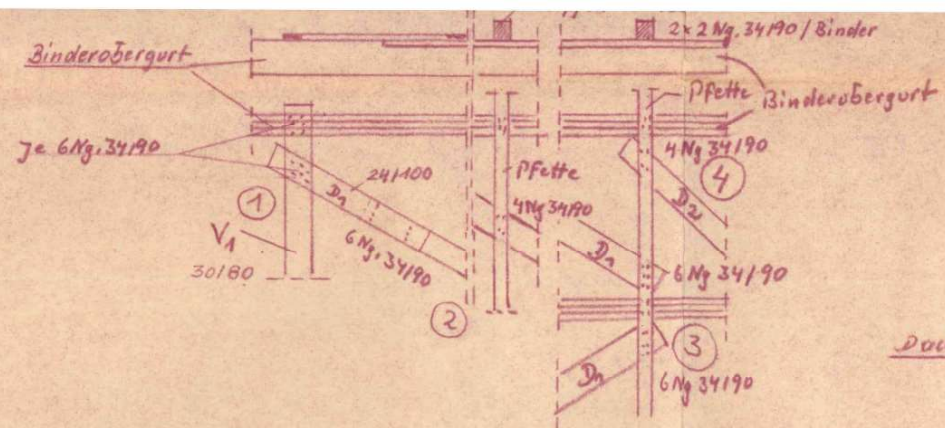 2 x 2 Ng. 34/90 / Binder
Binderobergurt
Pfette
Binderobergurt
Je 6 Ng. 34/90
4 Ng 34/90
24/100
Pfette
4
1
D1
4 Ng 34/90
D2
V1
6 Ng. 34/90
D1
6 Ng 34/90
30/80
2
3
D1
6 Ng 34/90